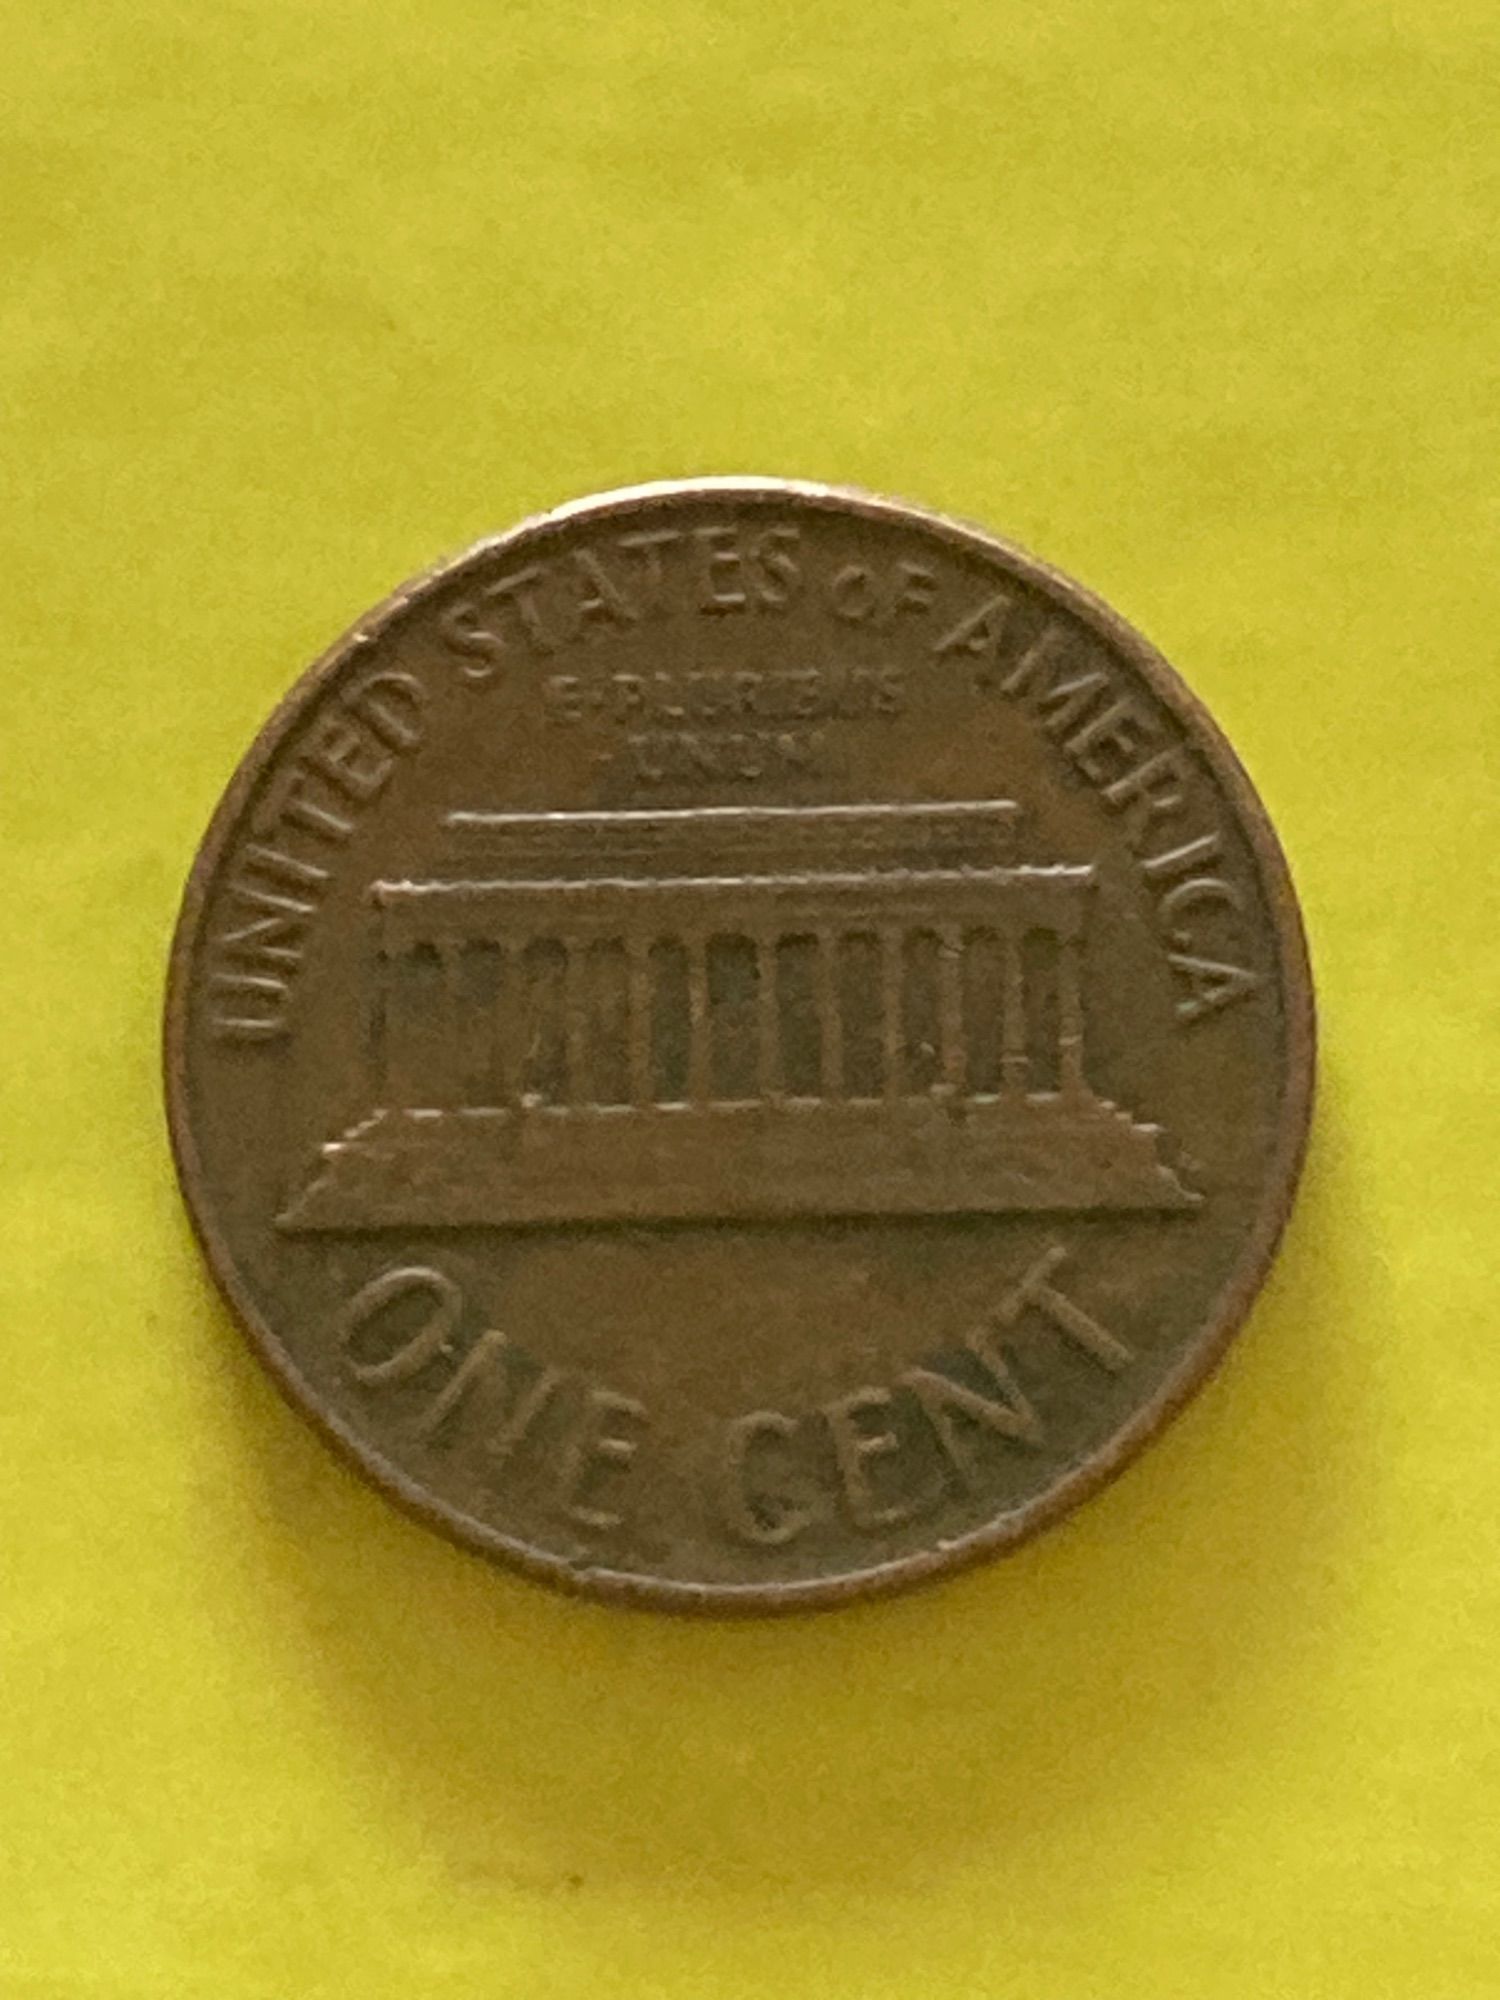 UNITED STATES OF AMERICA
E·PLURIBUS
UNUM
ONE CENT